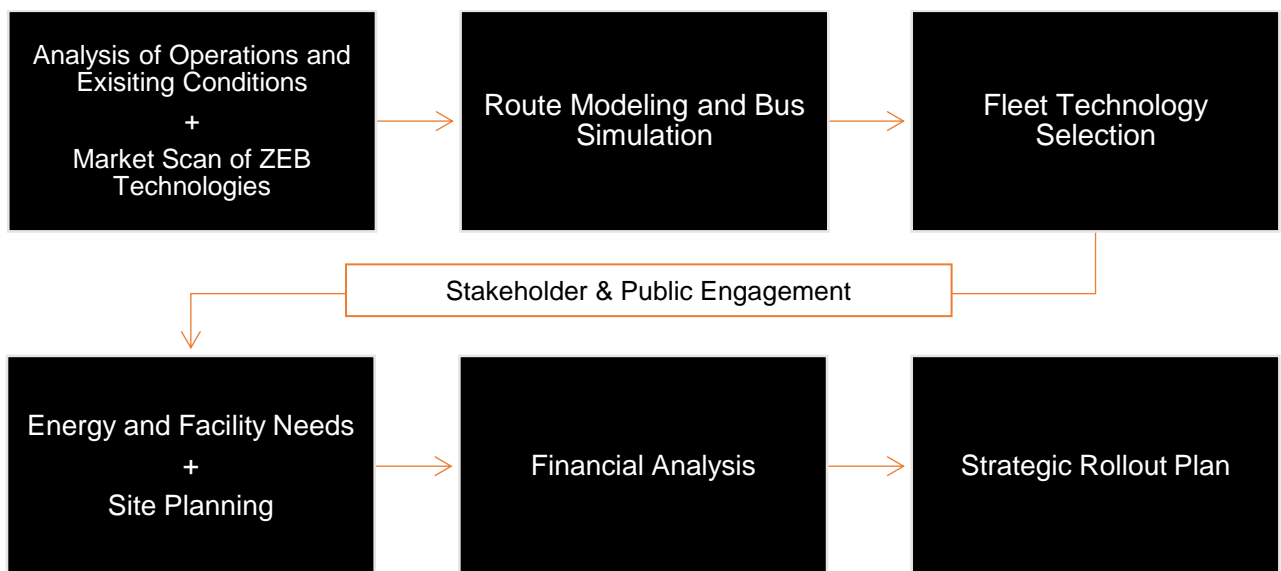 Analysis of Operations and
Exisiting Conditions
+
Market Scan of ZEB
Technologies
Route Modeling and Bus
Simulation
Fleet Technology
Selection
Stakeholder & Public Engagement
Energy and Facility Needs
+
Site Planning
Financial Analysis
Strategic Rollout Plan